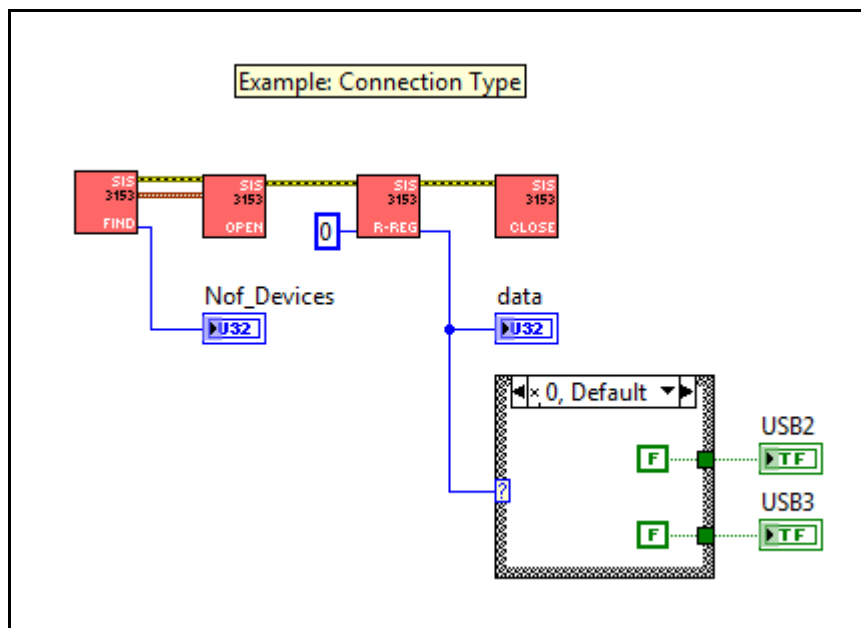 Example: Connection Type
SIS
3153
FIND
SIS
3153
OPEN
SIS
3153
R-REG
SIS
3153
CLOSE
0
Nof_Devices
U32
data
U32
x 0, Default
?
F
F
USB2
TF
USB3
TF